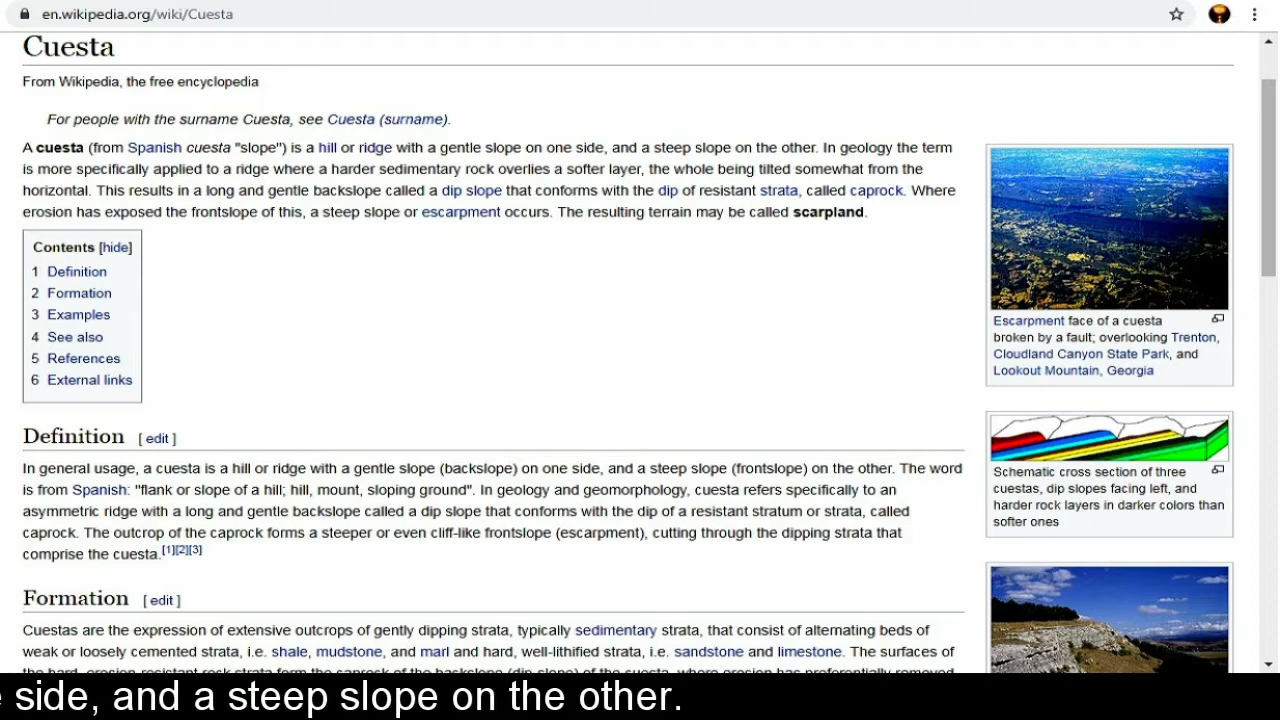 en.wikipedia.org/wiki/Cuesta
Cuesta
From Wikipedia, the free encyclopedia
For people with the surname Cuesta, see Cuesta (surname).
A cuesta (from Spanish cuesta "slope") is a hill or ridge with a gentle slope on one side, and a steep slope on the other. In geology the term
is more specifically applied to a ridge where a harder sedimentary rock overlies a softer layer, the whole being tilted somewhat from the
horizontal. This results in a long and gentle backslope called a dip slope that conforms with the dip of resistant strata, called caprock. Where
erosion has exposed the frontslope of this, a steep slope or escarpment occurs. The resulting terrain may be called scarpland.
Contents [hide]
1 Definition
2 Formation
3 Examples
4 See also
5 References
6 External links
Escarpment face of a cuesta
broken by a fault; overlooking Trenton,
Cloudland Canyon State Park, and
Lookout Mountain, Georgia
Schematic cross section of three
cuestas, dip slopes facing left, and
harder rock layers in darker colors than
softer ones
Definition [ edit ]
In general usage, a cuesta is a hill or ridge with a gentle slope (backslope) on one side, and a steep slope (frontslope) on the other. The word
is from Spanish: "flank or slope of a hill; hill, mount, sloping ground". In geology and geomorphology, cuesta refers specifically to an
asymmetric ridge with a long and gentle backslope called a dip slope that conforms with the dip of a resistant stratum or strata, called
caprock. The outcrop of the caprock forms a steeper or even cliff-like frontslope (escarpment), cutting through the dipping strata that
comprise the cuesta.[1][2][3]
Formation [ edit ]
Cuestas are the expression of extensive outcrops of gently dipping strata, typically sedimentary strata, that consist of alternating beds of
weak or loosely cemented strata, i.e. shale, mudstone, and marl and hard, well-lithified strata, i.e. sandstone and limestone. The surfaces of
side, and a steep slope on the other.